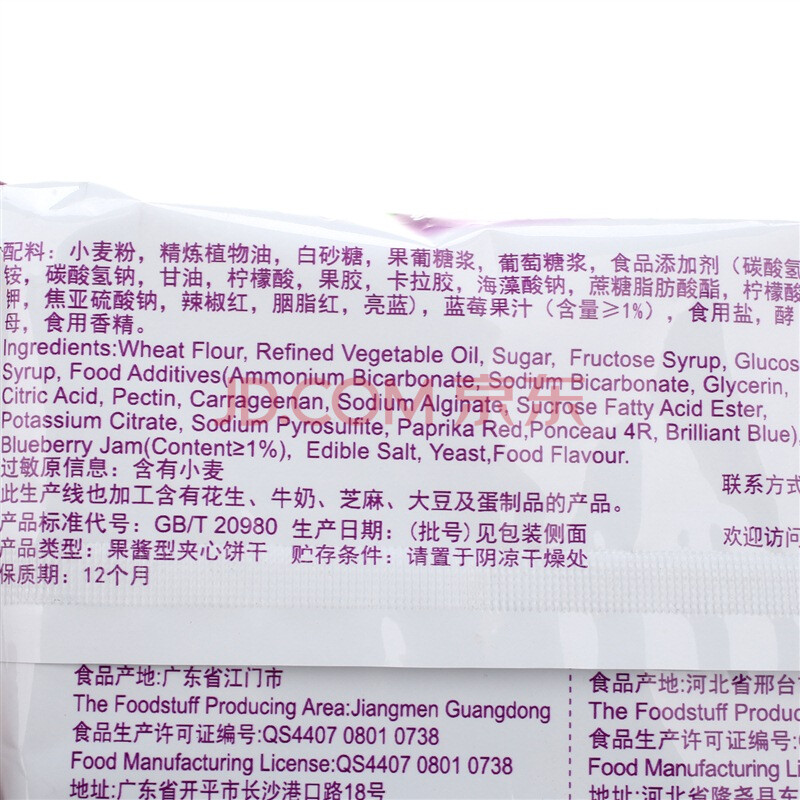 配料：小麦粉，精炼植物油，白砂糖，果葡糖浆，葡萄糖浆，食品添加剂（碳酸氢
铵，碳酸氢钠，甘油，柠檬酸，果胶，卡拉胶，海藻酸钠，蔗糖脂肪酸酯，柠檬酸
钾，焦亚硫酸钠，辣椒红，胭脂红，亮蓝），蓝莓果汁（含量≥1%），食用盐，酵
母，食用香精。
Ingredients:Wheat Flour, Refined Vegetable Oil, Sugar, Fructose Syrup, Glucos
Syrup, Food Additives(Ammonium Bicarbonate, Sodium Bicarbonate, Glycerin,
Citric Acid, Pectin, Carrageenan, Sodium Alginate, Sucrose Fatty Acid Ester,
Potassium Citrate, Sodium Pyrosulfite, Paprika Red,Ponceau 4R, Brilliant Blue),
Blueberry Jam(Content≥1%), Edible Salt, Yeast,Food Flavour.
JD.COM 京东
过敏原信息：含有小麦
联系方式
此生产线也加工含有花生、牛奶、芝麻、大豆及蛋制品的产品。
产品标准代号：GB/T 20980 生产日期：(批号)见包装侧面
欢迎访问
产品类型：果酱型夹心饼干 贮存条件：请置于阴凉干燥处
保质期：12个月
食品产地:广东省江门市
The Foodstuff Producing Area:Jiangmen Guangdong
食品生产许可证编号:QS4407 0801 0738
Food Manufacturing License:QS4407 0801 0738
地址:广东省开平市长沙港口路18号
食品产地:河北省邢台
The Foodstuff Produc
食品生产许可证编号:
Food Manufacturing Li
地址:河北省隆尧县东